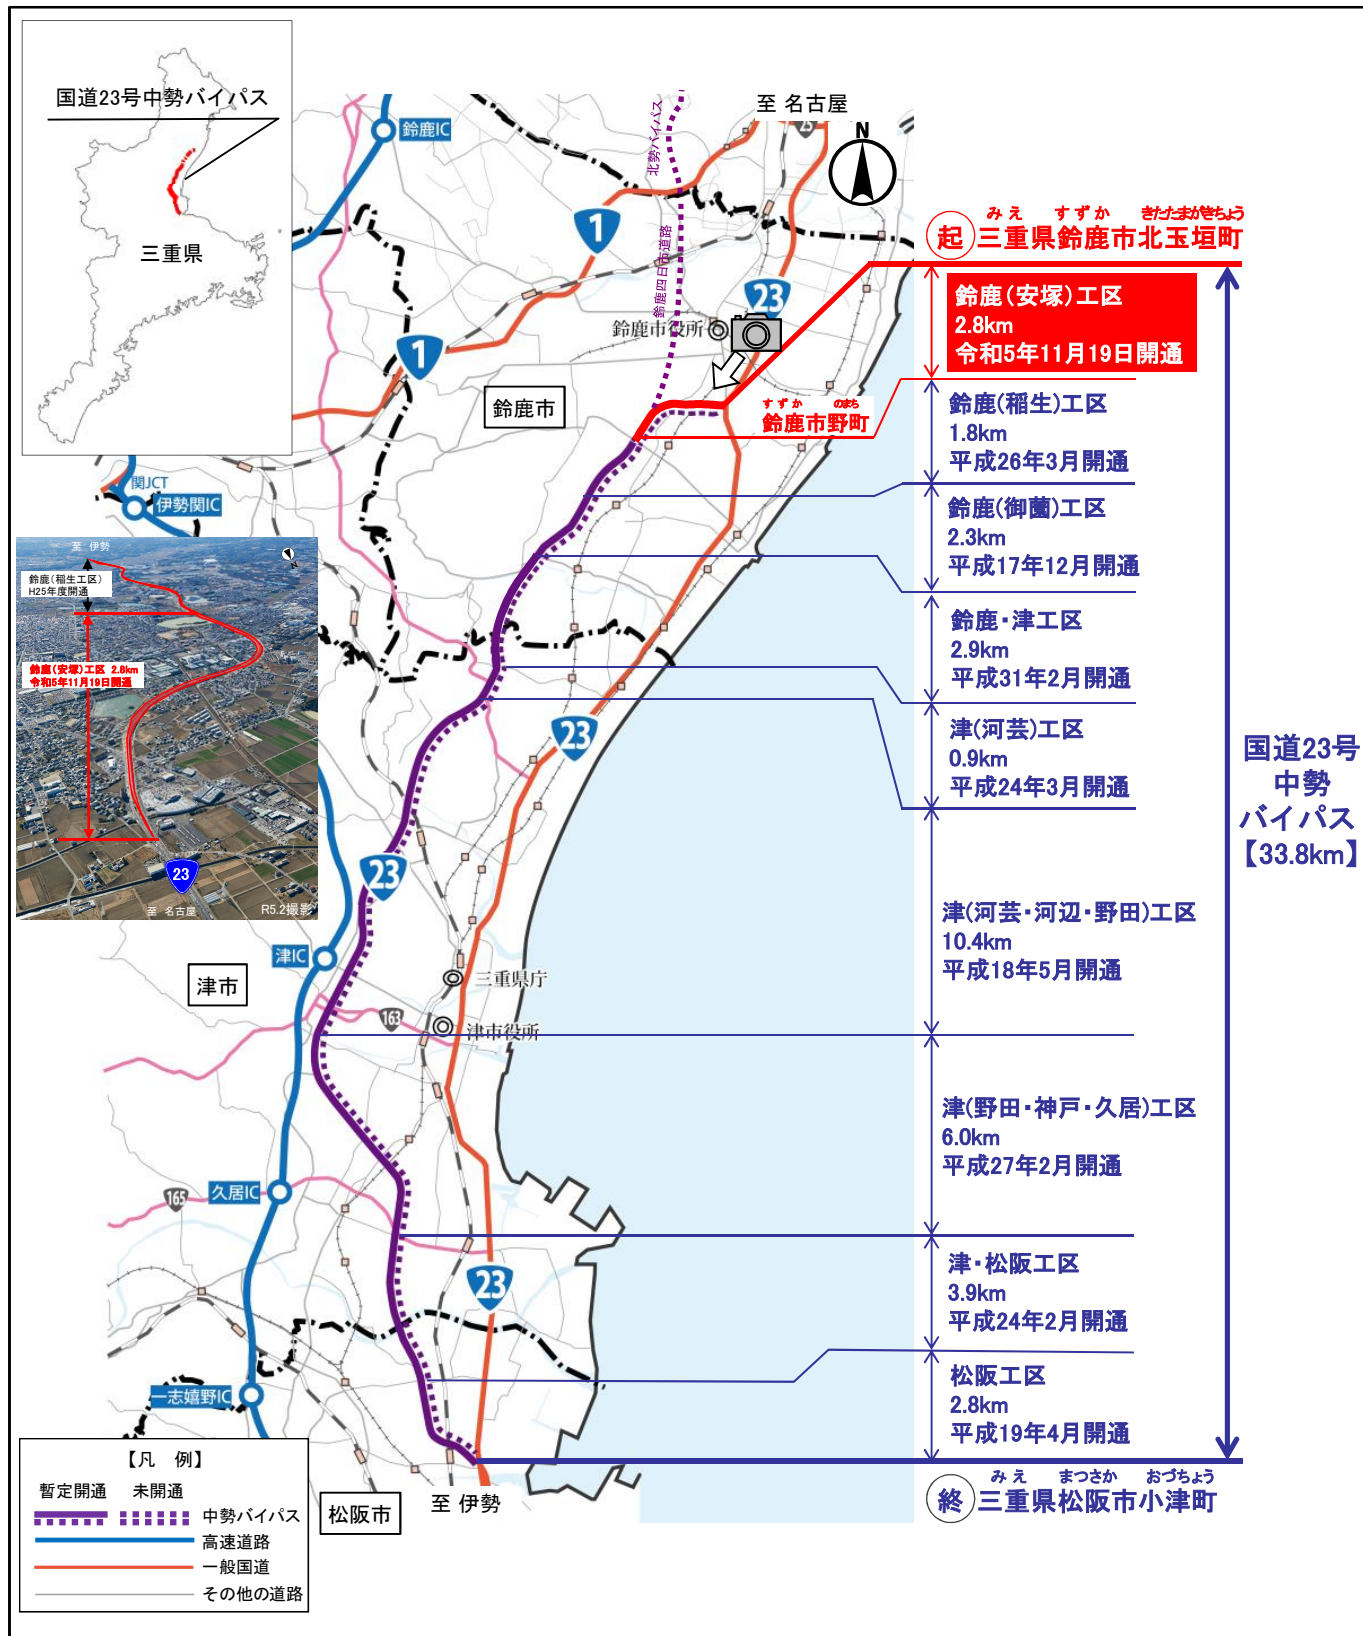 国道23号中勢バイパス
三重県
至 名古屋
鈴鹿IC
北勢バイパス
25
N
1
鈴鹿四日市道路
23
鈴鹿市役所
1
鈴鹿市
すずか のまち
鈴鹿市野町
関JCT
伊勢関IC
至 伊勢
鈴鹿(稲生工区)
H25年度開通
鈴鹿(安塚)工区 2.8km
令和5年11月19日開通
23
至 名古屋
R5.2撮影
23
23
津IC
津市
三重県庁
163
津市役所
165
久居IC
23
一志嬉野IC
松阪市
至 伊勢
【凡 例】
暫定開通 未開通
中勢バイパス
高速道路
一般国道
その他の道路
みえ すずか きたたまがきちょう
起 三重県鈴鹿市北玉垣町
鈴鹿(安塚)工区
2.8km
令和5年11月19日開通
鈴鹿(稲生)工区
1.8km
平成26年3月開通
鈴鹿(御薗)工区
2.3km
平成17年12月開通
鈴鹿・津工区
2.9km
平成31年2月開通
津(河芸)工区
0.9km
平成24年3月開通
津(河芸・河辺・野田)工区
10.4km
平成18年5月開通
津(野田・神戸・久居)工区
6.0km
平成27年2月開通
津・松阪工区
3.9km
平成24年2月開通
松阪工区
2.8km
平成19年4月開通
みえ まつさか おづちょう
終 三重県松阪市小津町
国道23号
中勢
バイパス
【33.8km】